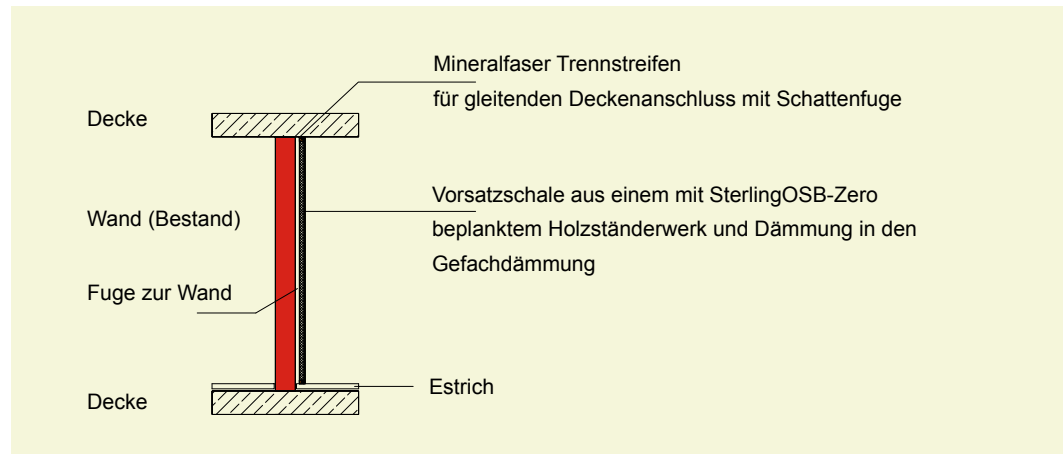 Mineralfaser Trennstreifen
für gleitenden Deckenanschluss mit Schattenfuge
Decke
Wand (Bestand)
Vorsatzschale aus einem mit SterlingOSB-Zero
beplanktem Holzständerwerk und Dämmung in den
Gefachdämmung
Fuge zur Wand
Estrich
Decke